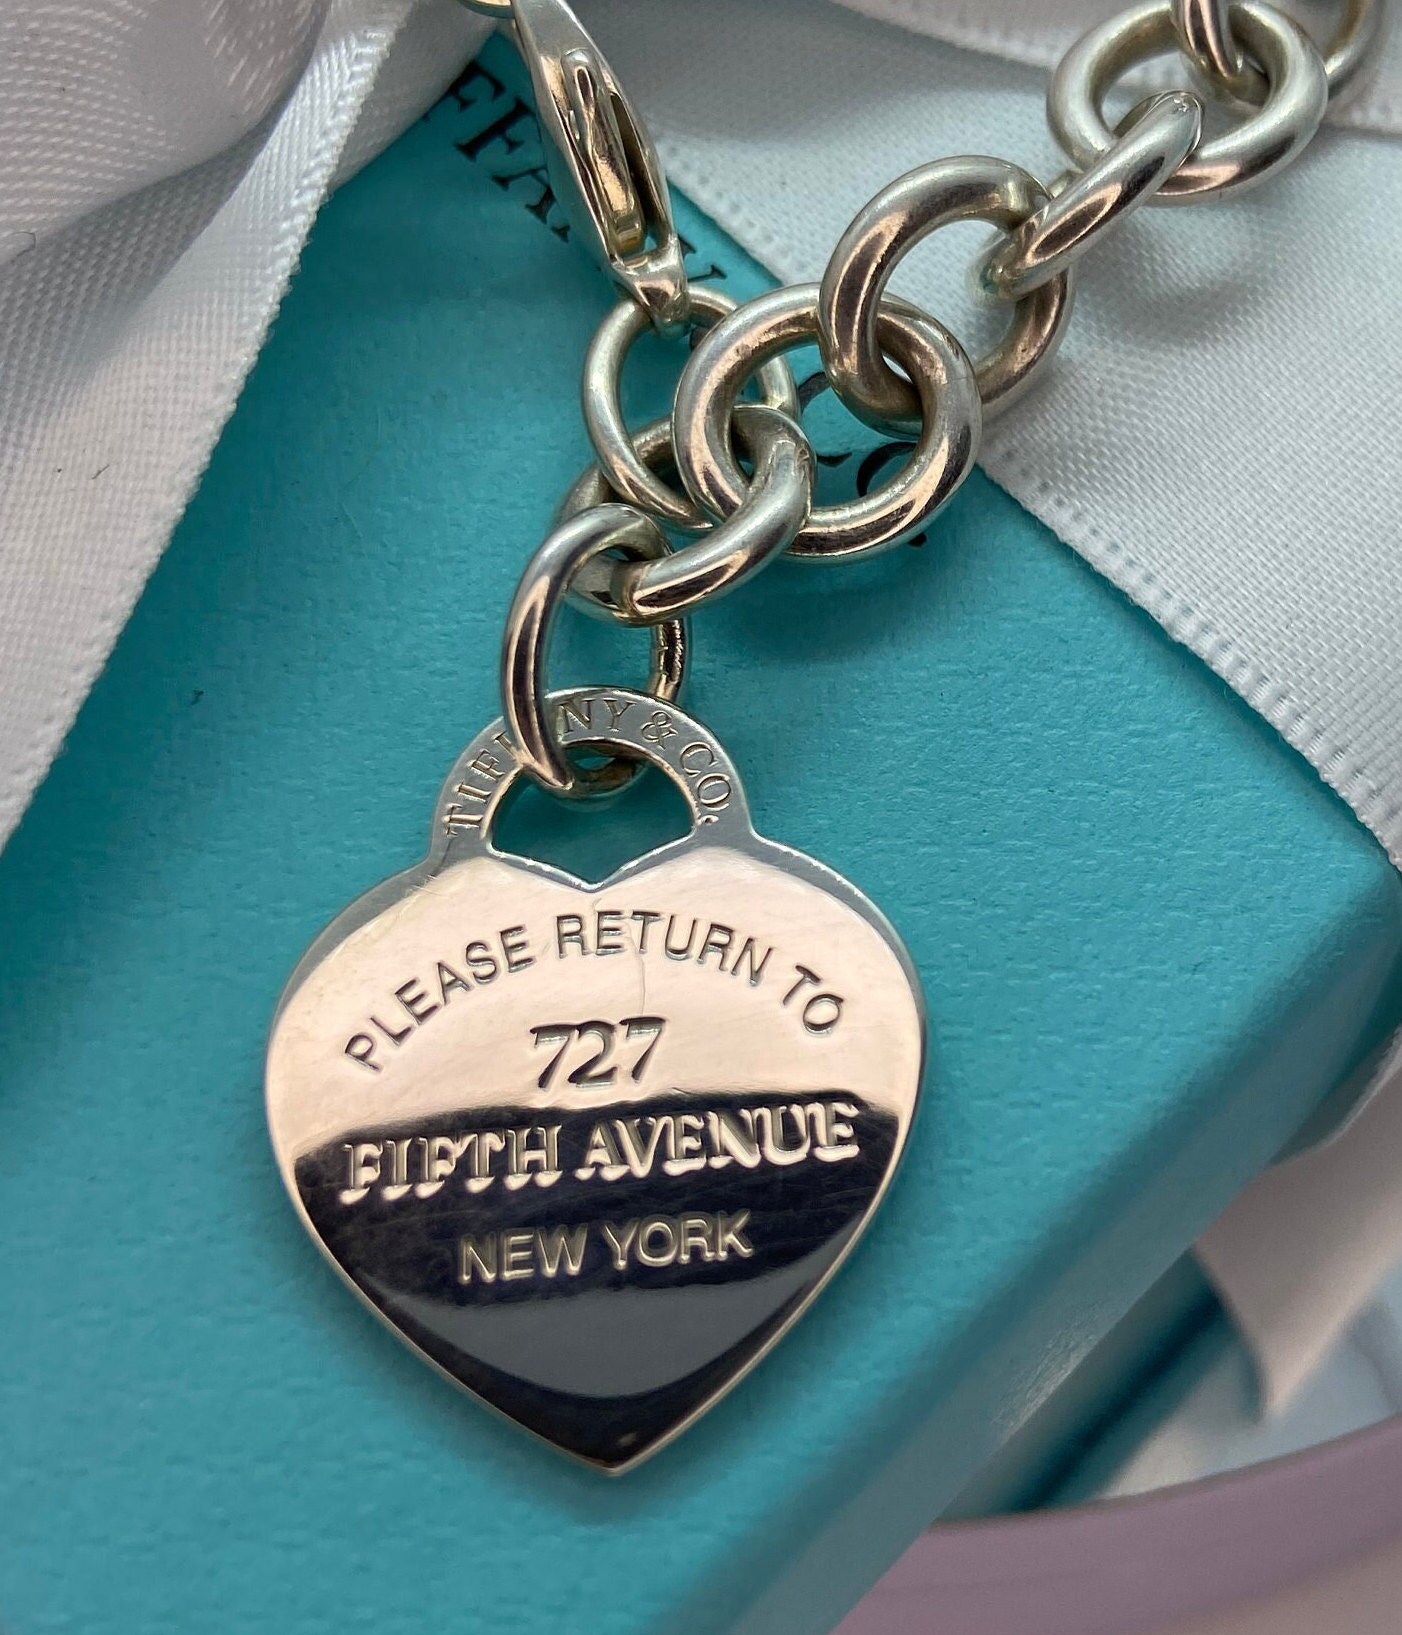 TIFFANY & CO.
PLEASE RETURN TO
727
FIFTH AVENUE
NEW YORK